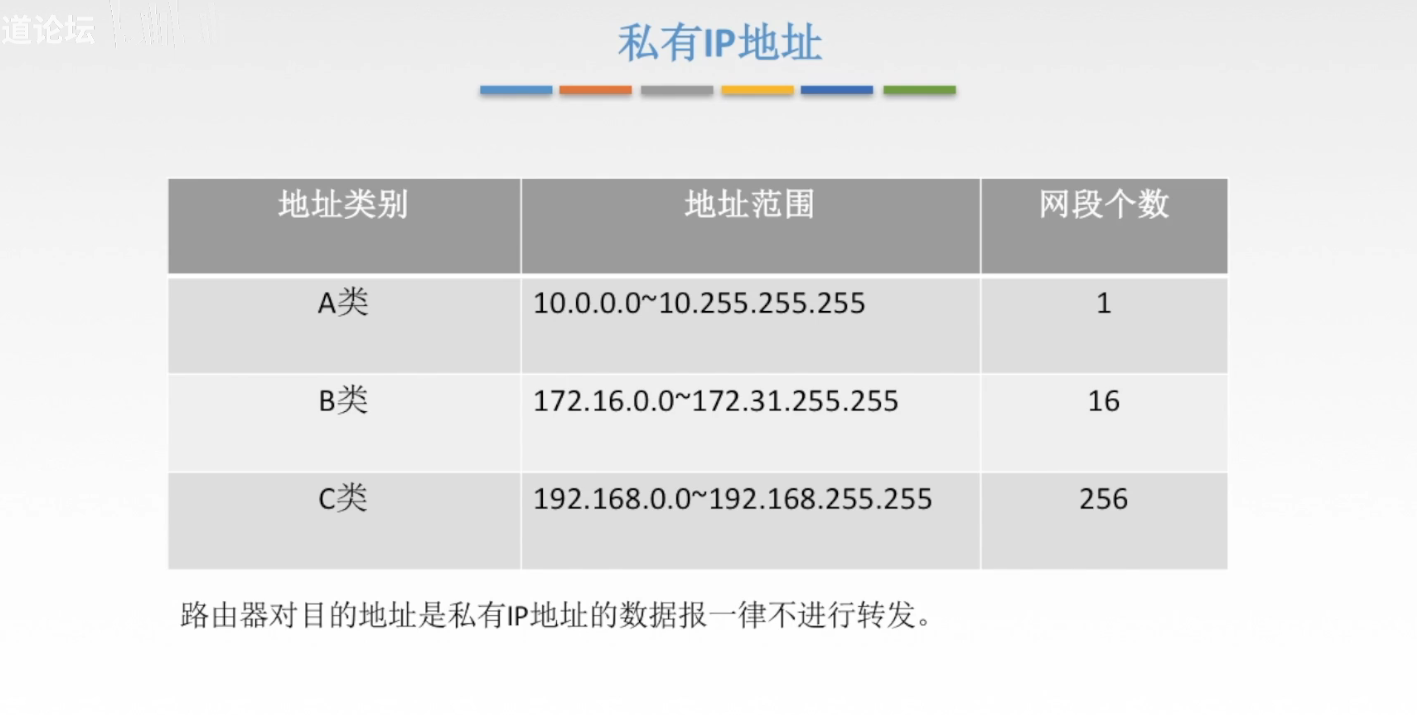 道论坛
私有IP地址
地址类别 地址范围 网段个数
A类 10.0.0.0~10.255.255.255 1
B类 172.16.0.0~172.31.255.255 16
C类 192.168.0.0~192.168.255.255 256
路由器对目的地址是私有IP地址的数据报一律不进行转发。